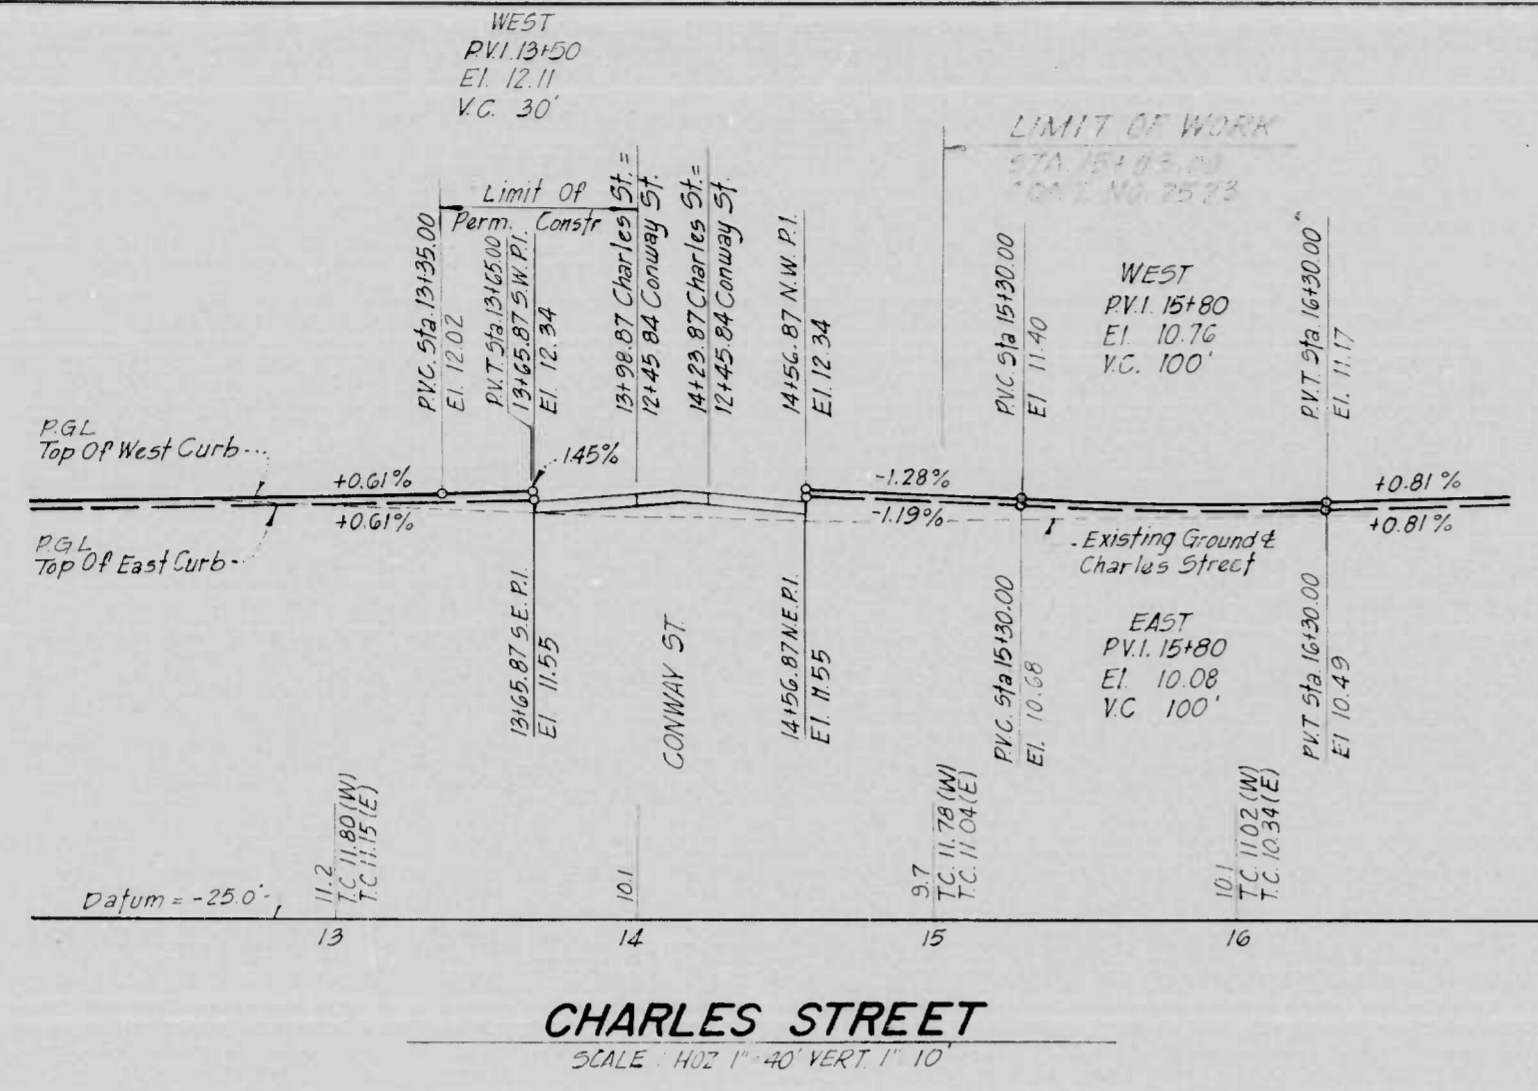 WEST
P.V.I. 13+50
El. 12.11
V.C. 30'
LIMIT OF WORK
STA. 15+03.00
CONT. NO. 2523
Limit Of
Perm. Constr
P.V.C. Sta. 13+35.00
El. 12.02
P.V.T. Sta. 13+65.00
13+65.87 S.W. P.I.
El. 12.34
13+98.87 Charles St. =
12+45.84 Conway St.
14+23.87 Charles St. =
12+45.84 Conway St.
14+56.87 N.W. P.I.
El. 12.34
P.V.C. Sta 15+30.00
El 11.40
WEST
P.V.I. 15+80
El. 10.76
V.C. 100'
P.V.T. Sta. 16+30.00
El. 11.17
P.G.L
Top Of West Curb
+0.61%
1.45%
-1.28%
+0.81%
+0.61%
-1.19%
+0.81%
P.G.L
Top Of East Curb
Existing Ground ℄
Charles Street
13+65.87 S.E. P.I.
El. 11.55
CONWAY ST.
14+56.87 N.E. P.I.
El. 11.55
P.V.C. Sta 15+30.00
El. 10.68
EAST
P.V.I. 15+80
El. 10.08
V.C 100'
P.V.T Sta. 16+30.00
El 10.49
Datum = -25.0'
11.2
T.C. 11.80 (W)
T.C. 11.15 (E)
10.1
9.7
T.C. 11.78 (W)
T.C. 11.04 (E)
10.1
T.C. 11.02 (W)
T.C. 10.34 (E)
13 14 15 16
CHARLES STREET
SCALE : HOZ 1" 40' VERT. 1" 10'